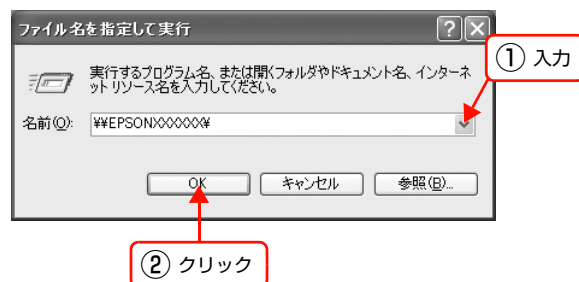 ファイル名を指定して実行
① 入力
実行するプログラム名、または開くフォルダやドキュメント名、インターネ
ット リソース名を入力してください。
名前(O):
¥¥EPSONXXXXXX¥
OK
キャンセル
参照(B)...
② クリック